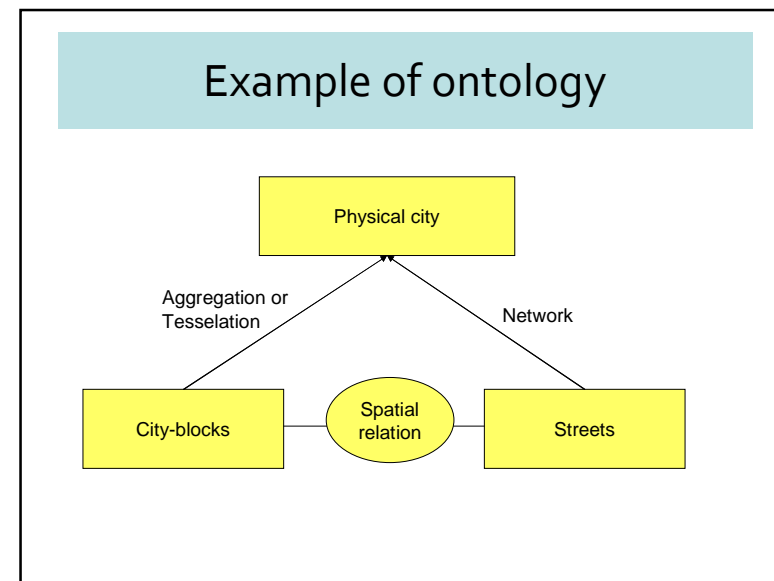 Example of ontology
Physical city
Aggregation or
Tesselation
Network
City-blocks
Spatial
relation
Streets